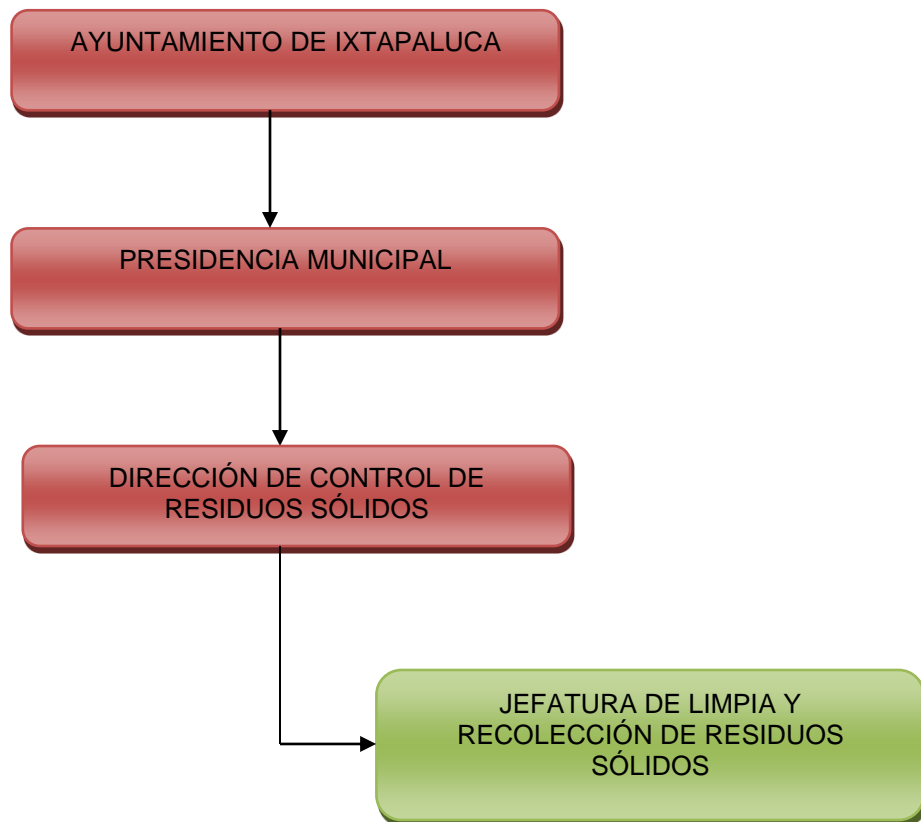 AYUNTAMIENTO DE IXTAPALUCA
PRESIDENCIA MUNICIPAL
DIRECCIÓN DE CONTROL DE
RESIDUOS SÓLIDOS
JEFATURA DE LIMPIA Y
RECOLECCIÓN DE RESIDUOS
SÓLIDOS